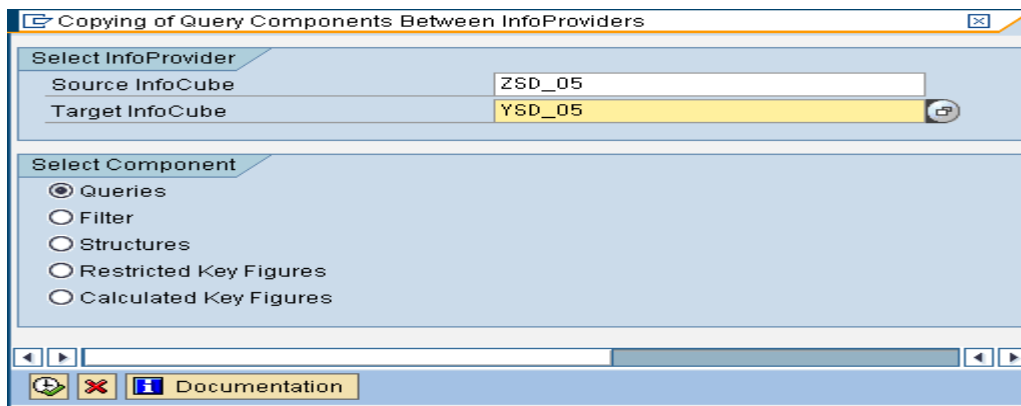 Copying of Query Components Between InfoProviders
Select InfoProvider
Source InfoCube ZSD_05
Target InfoCube YSD_05
Select Component
Queries
Filter
Structures
Restricted Key Figures
Calculated Key Figures
Documentation